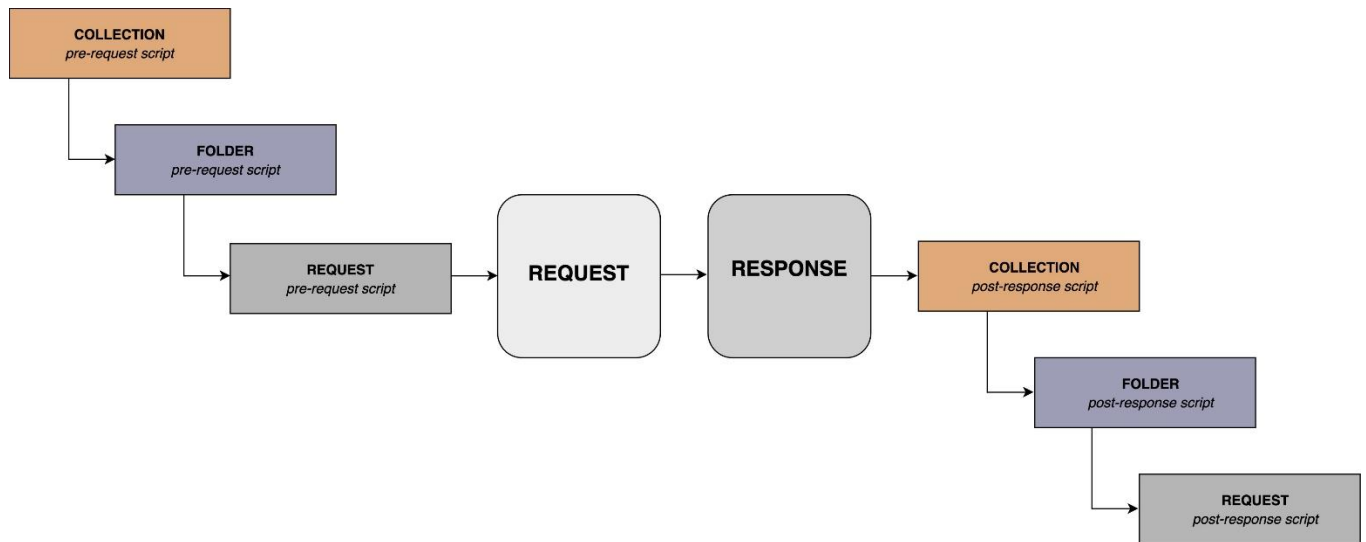 COLLECTION
pre-request script
FOLDER
pre-request script
REQUEST
pre-request script
REQUEST
RESPONSE
COLLECTION
post-response script
FOLDER
post-response script
REQUEST
post-response script